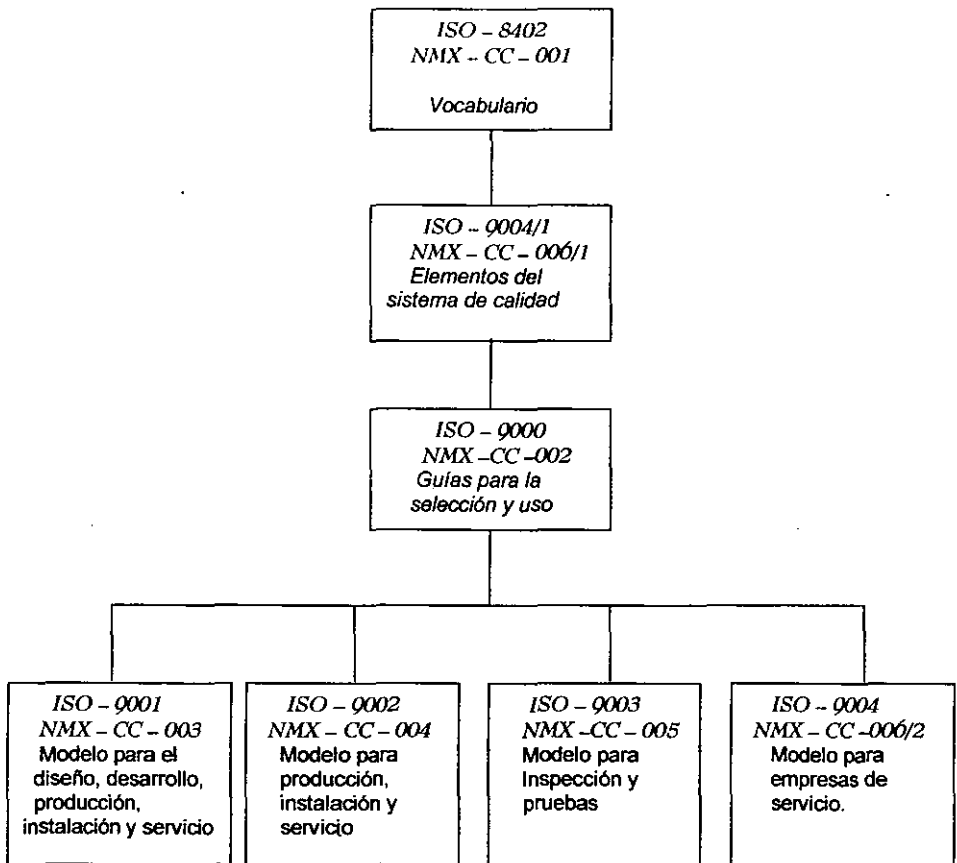 ISO - 8402
NMX - CC - 001
Vocabulario
ISO - 9004/1
NMX - CC - 006/1
Elementos del
sistema de calidad
ISO - 9000
NMX -CC -002
Guías para la
selección y uso
ISO - 9001
NMX - CC - 003
Modelo para el
diseño, desarrollo,
producción,
instalación y servicio
ISO - 9002
NMX - CC - 004
Modelo para
producción,
instalación y
servicio
ISO - 9003
NMX -CC - 005
Modelo para
Inspección y
pruebas
ISO - 9004
NMX - CC -006/2
Modelo para
empresas de
servicio.